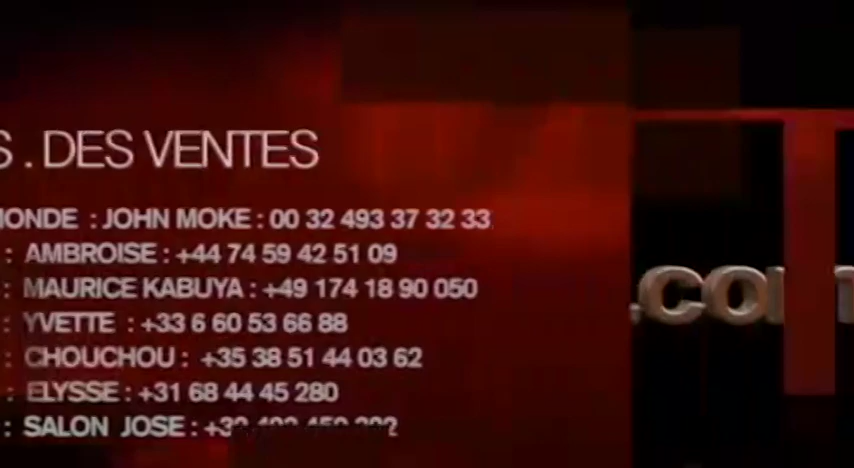 S . DES VENTES
MONDE : JOHN MOKE : 00 32 493 37 32 33
: AMBROISE : +44 74 59 42 51 09
: MAURICE KABUYA : +49 174 18 90 050
: YVETTE : +33 6 60 53 66 88
: CHOUCHOU : +35 38 51 44 03 62
: ELYSSE : +31 68 44 45 280
: SALON JOSE :
.CO